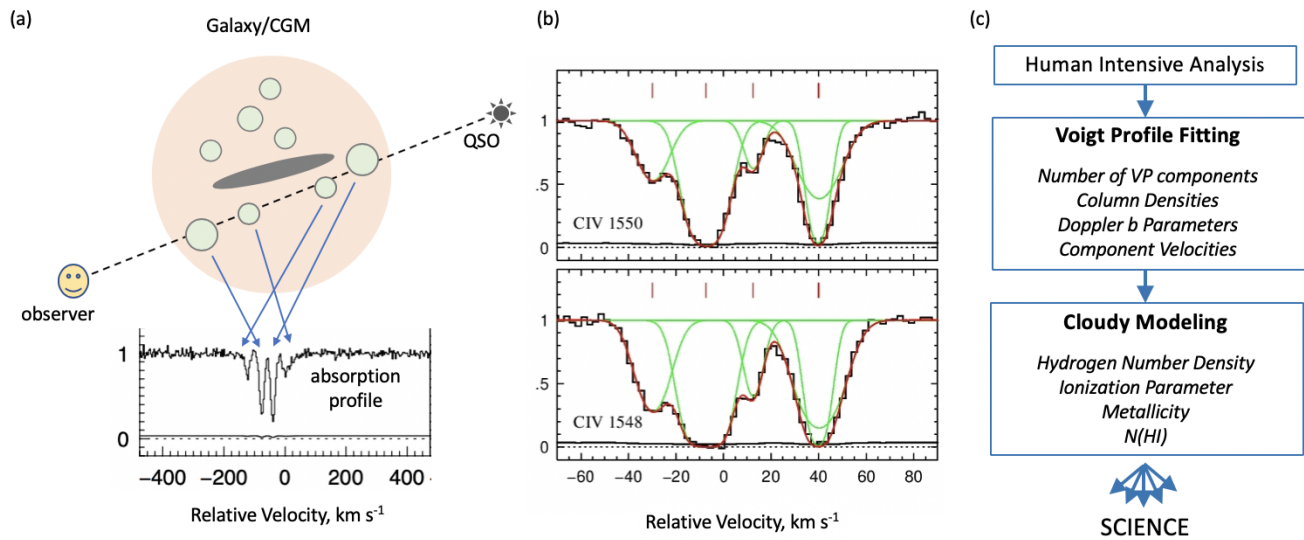 (a)
Galaxy/CGM
QSO
observer
absorption
profile
1
0
−400 −200 0 200 400
Relative Velocity, km s-1
(b)
1
.5
0
CIV 1550
1
.5
0
CIV 1548
−60 −40 −20 0 20 40 60 80
Relative Velocity, km s-1
(c)
Human Intensive Analysis
Voigt Profile Fitting
Number of VP components
Column Densities
Doppler b Parameters
Component Velocities
Cloudy Modeling
Hydrogen Number Density
Ionization Parameter
Metallicity
N(HI)
SCIENCE